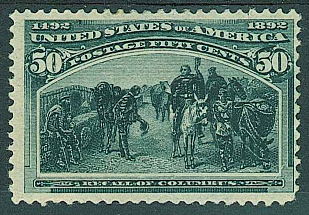 1492 1892
UNITED STATES OF AMERICA
POSTAGE FIFTY CENTS
50 50
RECALL OF COLUMBUS.